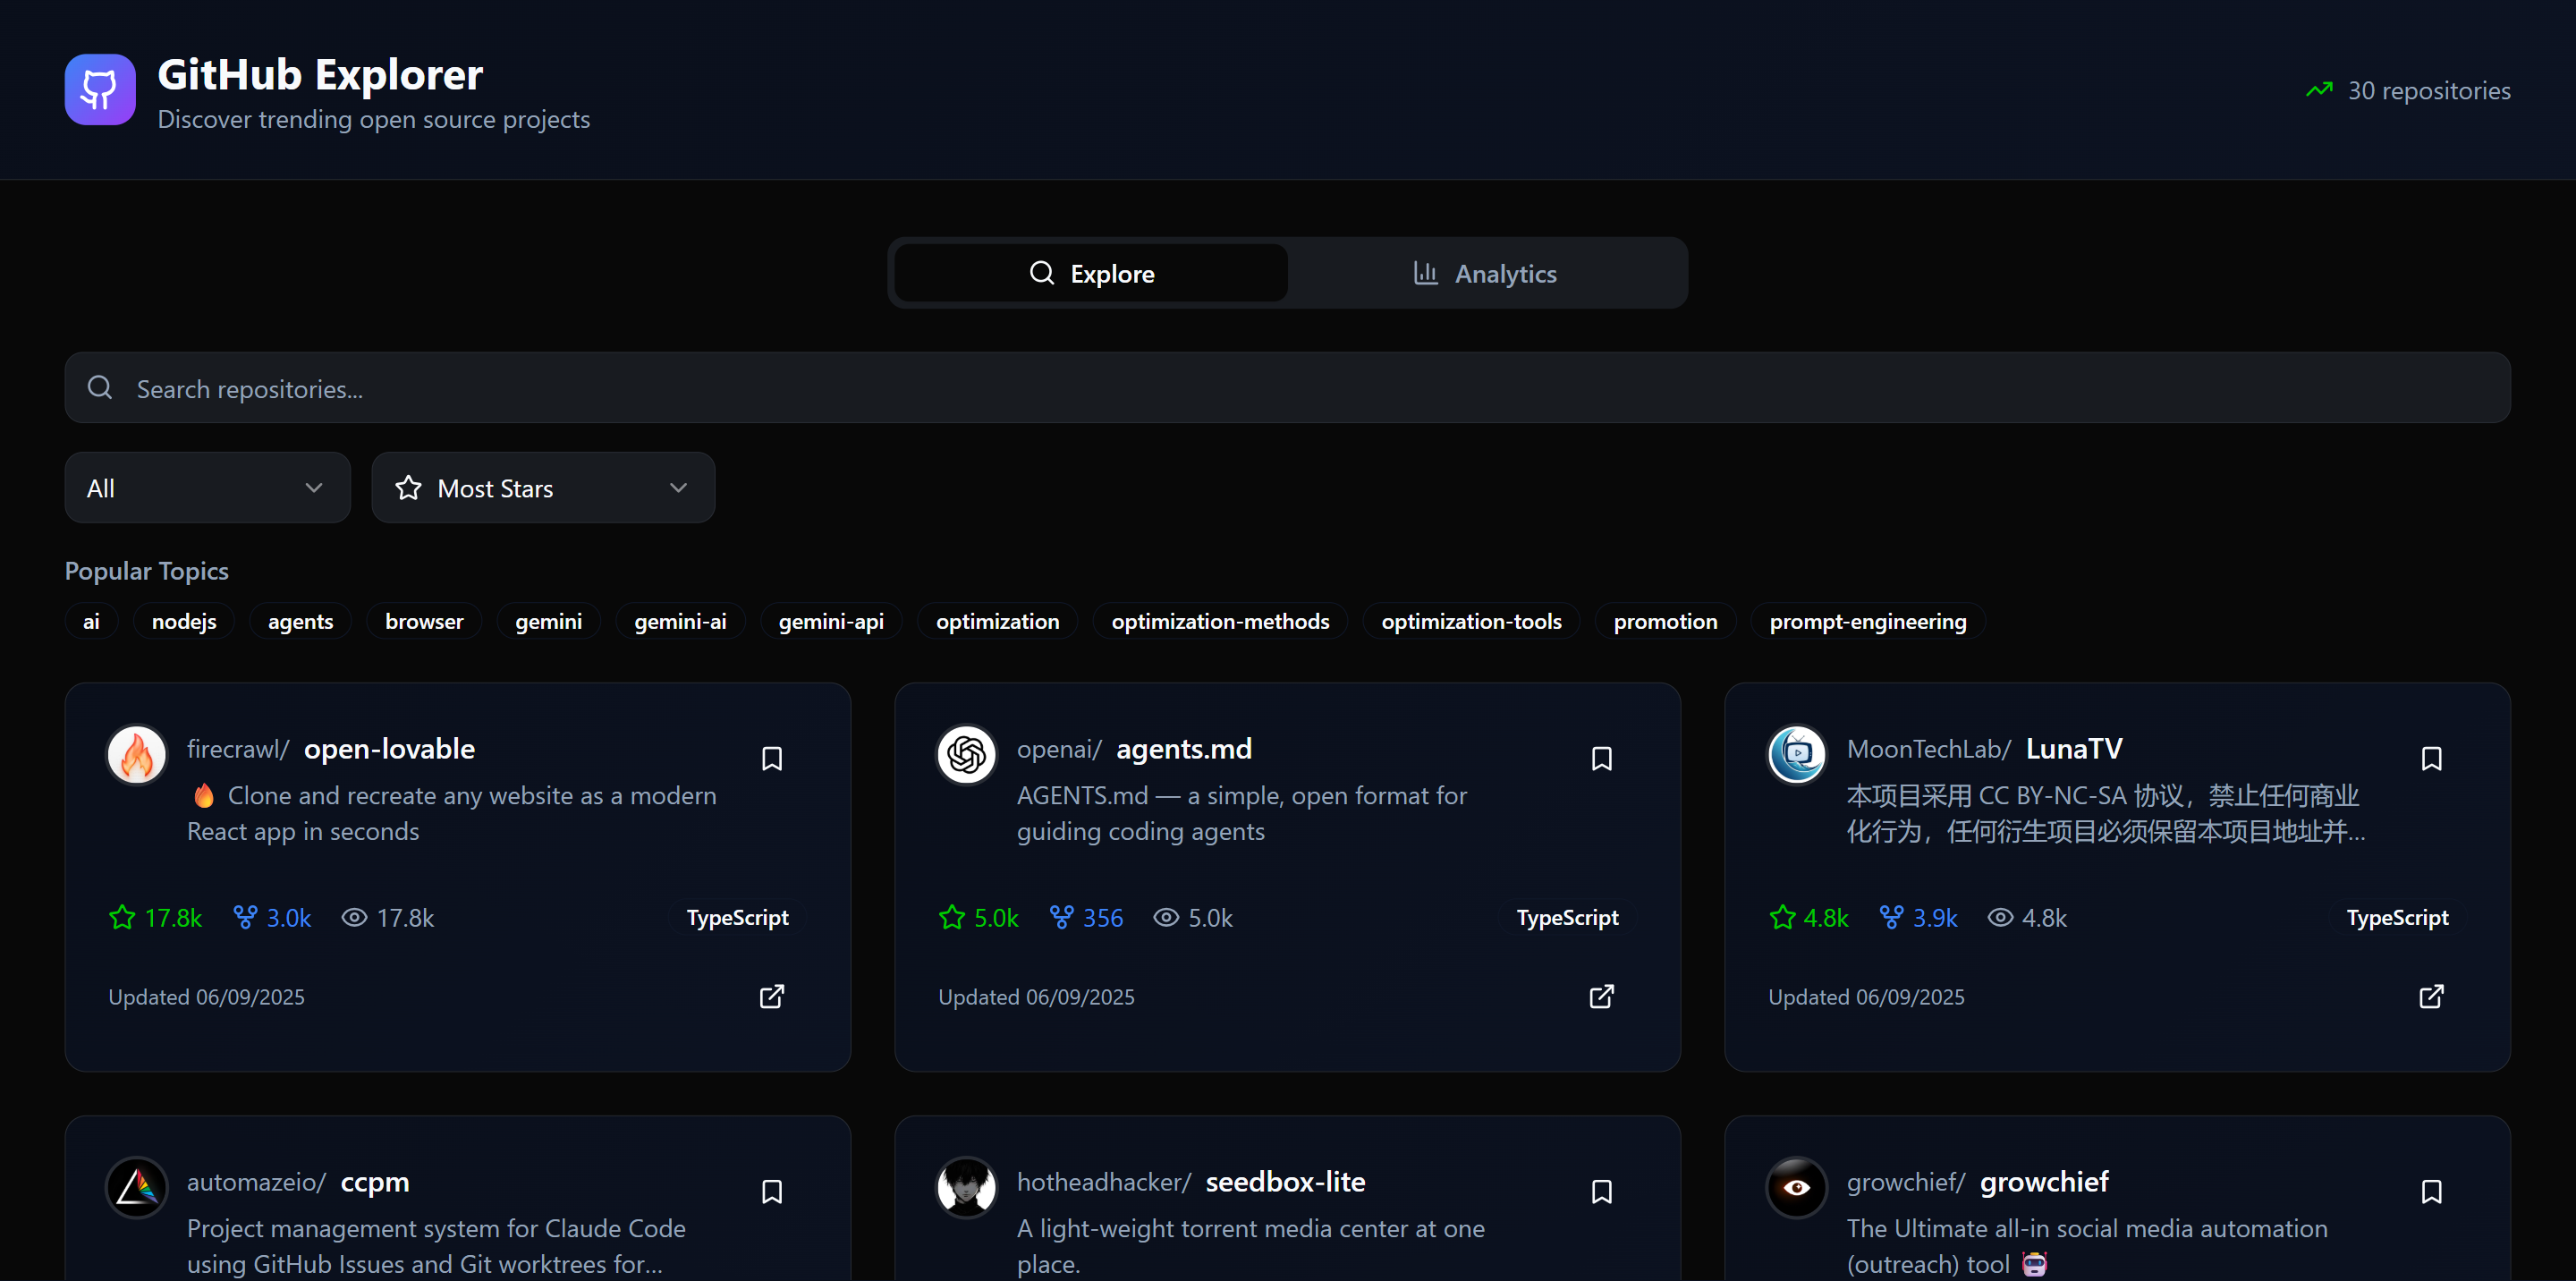 GitHub Explorer
Discover trending open source projects
30 repositories
Explore
Analytics
Search repositories...
All
Most Stars
Popular Topics
ai nodejs agents browser gemini gemini-ai gemini-api optimization optimization-methods optimization-tools promotion prompt-engineering
firecrawl/ open-lovable
🔥 Clone and recreate any website as a modern
React app in seconds
17.8k 3.0k 17.8k TypeScript
Updated 06/09/2025
openai/ agents.md
AGENTS.md — a simple, open format for
guiding coding agents
5.0k 356 5.0k TypeScript
Updated 06/09/2025
MoonTechLab/ LunaTV
本项目采用 CC BY-NC-SA 协议，禁止任何商业
化行为，任何衍生项目必须保留本项目地址并...
4.8k 3.9k 4.8k TypeScript
Updated 06/09/2025
automazeio/ ccpm
Project management system for Claude Code
using GitHub Issues and Git worktrees for...
hotheadhacker/ seedbox-lite
A light-weight torrent media center at one
place.
growchief/ growchief
The Ultimate all-in social media automation
(outreach) tool 🤖